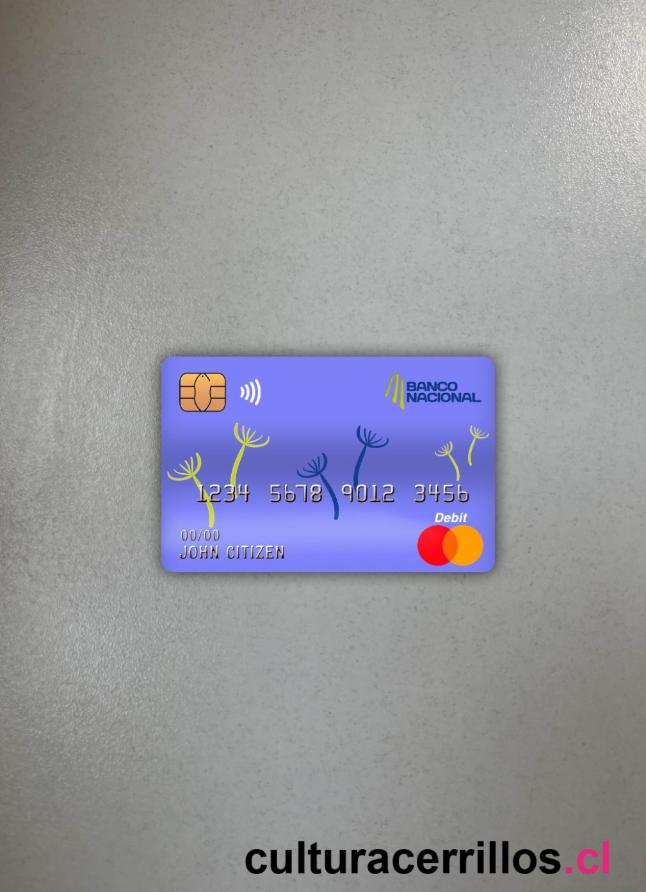 BANCO
NACIONAL
1234 5678 9012 3456
Debit
00/00
JOHN CITIZEN
culturacerrillos.cl